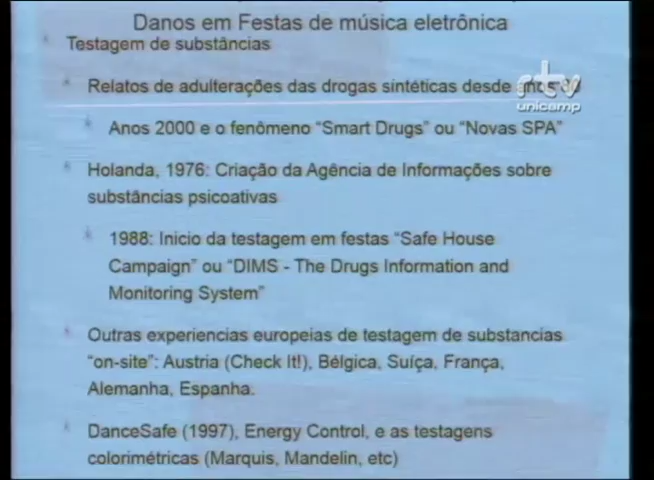 Danos em Festas de música eletrônica
Testagem de substâncias
Relatos de adulterações das drogas sintéticas desde anos 80
rtv
unicamp
Anos 2000 e o fenômeno “Smart Drugs” ou “Novas SPA”
Holanda, 1976: Criação da Agência de Informações sobre
substâncias psicoativas
1988: Inicio da testagem em festas “Safe House
Campaign” ou “DIMS - The Drugs Information and
Monitoring System”
Outras experiencias europeias de testagem de substancias
“on-site”: Austria (Check It!), Bélgica, Suíça, França,
Alemanha, Espanha.
DanceSafe (1997), Energy Control, e as testagens
colorimétricas (Marquis, Mandelin, etc)